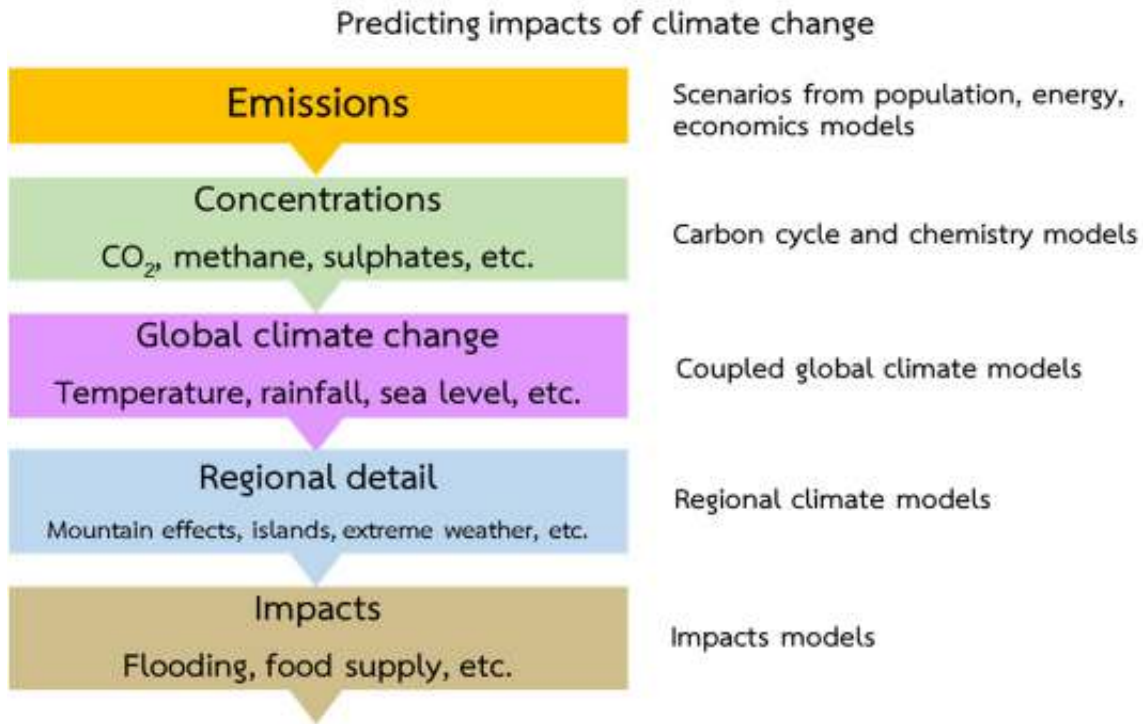 Predicting impacts of climate change
Emissions
Scenarios from population, energy,
economics models
Concentrations
CO₂, methane, sulphates, etc.
Carbon cycle and chemistry models
Global climate change
Temperature, rainfall, sea level, etc.
Coupled global climate models
Regional detail
Mountain effects, islands, extreme weather, etc.
Regional climate models
Impacts
Flooding, food supply, etc.
Impacts models